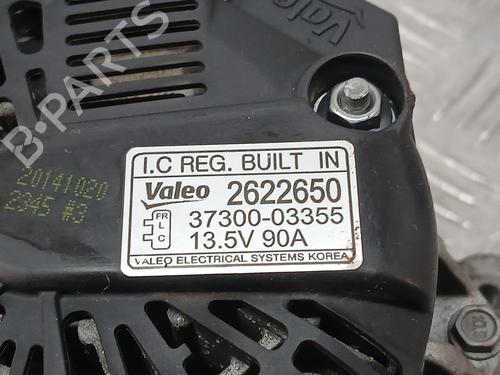 Valeo
B-PARTS
20141020
2345 #3
I.C REG. BUILT IN
Valeo 2622650
FR
L
C
37300-03355
13.5V 90A
VALEO ELECTRICAL SYSTEMS KOREA